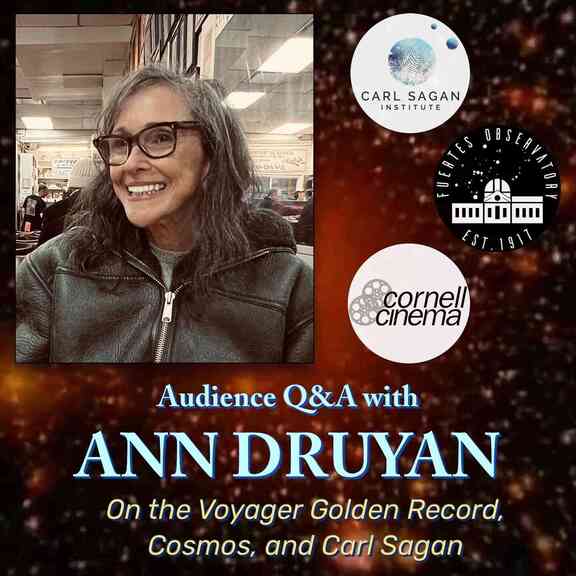 CARL SAGAN
INSTITUTE
FUERTES OBSERVATORY
EST. 1917
cornell
cinema
Audience Q&A with
ANN DRUYAN
On the Voyager Golden Record,
Cosmos, and Carl Sagan